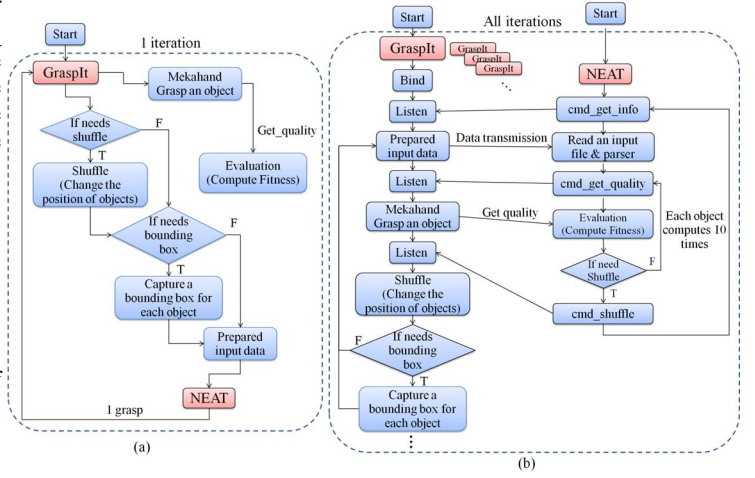 Start
1 iteration
GraspIt
Mekahand
Grasp an object
If needs
shuffle
F
Get_quality
T
Shuffle
(Change the
position of objects)
Evaluation
(Compute Fitness)
If needs
bounding
box
F
T
Capture a
bounding box for
each object
Prepared
input data
NEAT
1 grasp
(a)
Start
All iterations
Start
GraspIt
GraspIt
GraspIt
GraspIt
NEAT
Bind
Listen
cmd_get_info
Prepared
input data
Data transmission
Read an input
file & parser
Listen
cmd_get_quality
Mekahand
Grasp an object
Get quality
Evaluation
(Compute Fitness)
Each object
computes 10
times
Listen
If need
Shuffle
F
T
Shuffle
(Change the
position of objects)
cmd_shuffle
F
If needs
bounding
box
T
Capture a
bounding box for
each object
(b)